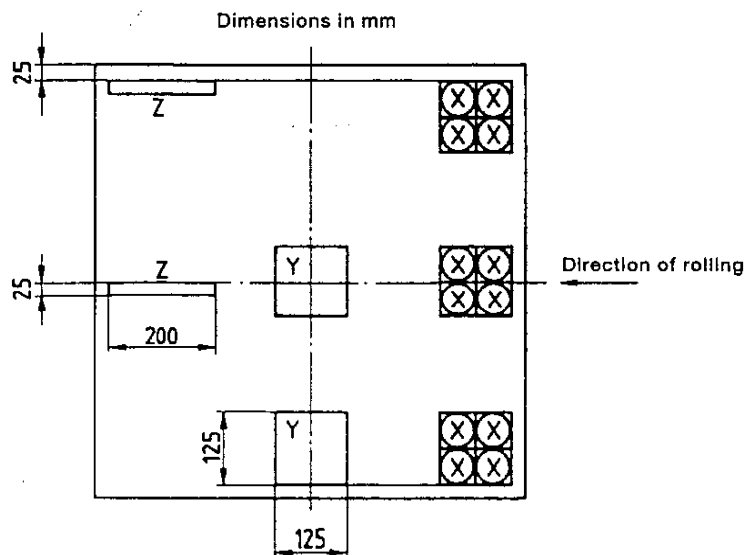 Dimensions in mm
25
Z
X X
X X
Z
Y
X X
X X
Direction of rolling
25
200
Y
125
X X
X X
125